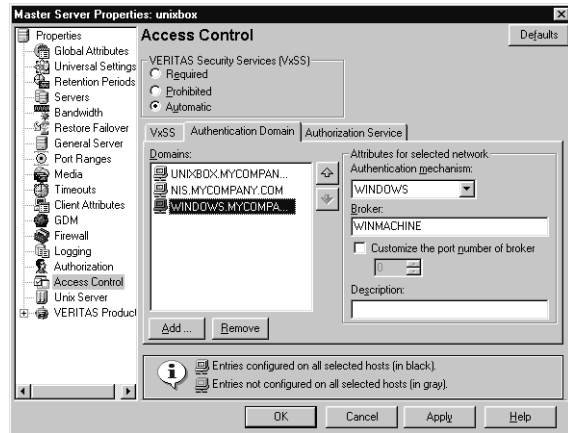 Master Server Properties: unixbox
Properties
Global Attributes
Universal Settings
Retention Periods
Servers
Bandwidth
Restore Failover
General Server
Port Ranges
Media
Timeouts
Client Attributes
GDM
Firewall
Logging
Authorization
Access Control
Unix Server
VERITAS Product
Access Control
Defaults
VERITAS Security Services (VxSS)
Required
Prohibited
Automatic
VxSS
Authentication Domain
Authorization Service
Domains:
UNIXBOX.MYCOMPAN...
NIS.MYCOMPANY.COM
WINDOWS.MYCOMPA...
Add ...
Remove
Attributes for selected network
Authentication mechanism:
WINDOWS
Broker:
WINMACHINE
Customize the port number of broker
0
Description:
Entries configured on all selected hosts (in black).
Entries not configured on all selected hosts (in gray).
OK
Cancel
Apply
Help